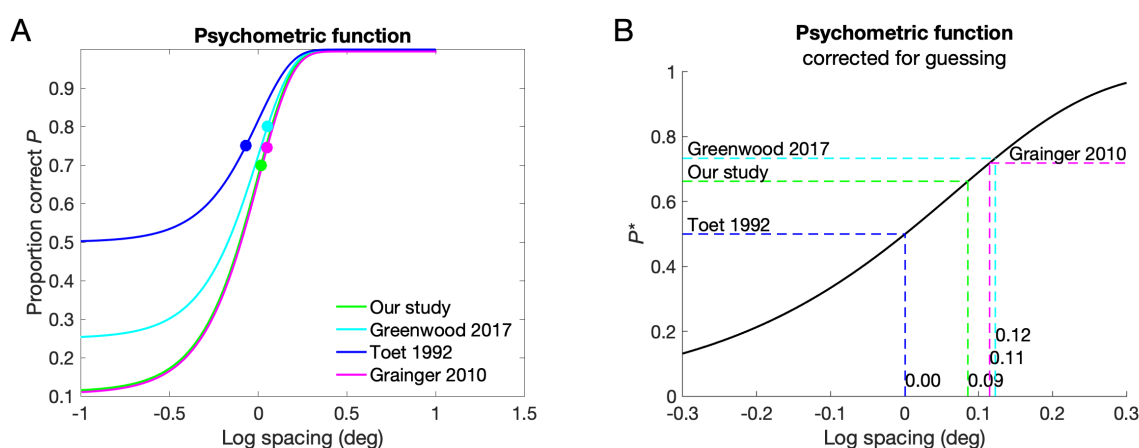 A
Psychometric function
Proportion correct P
0.9
0.8
0.7
0.6
0.5
0.4
0.3
0.2
0.1
-1
-0.5
0
0.5
1
1.5
Log spacing (deg)
Our study
Greenwood 2017
Toet 1992
Grainger 2010
B
Psychometric function
corrected for guessing
P*
1
0.8
0.6
0.4
0.2
0
Greenwood 2017
Grainger 2010
Our study
Toet 1992
0.12
0.11
0.00
0.09
-0.3
-0.2
-0.1
0
0.1
0.2
0.3
Log spacing (deg)